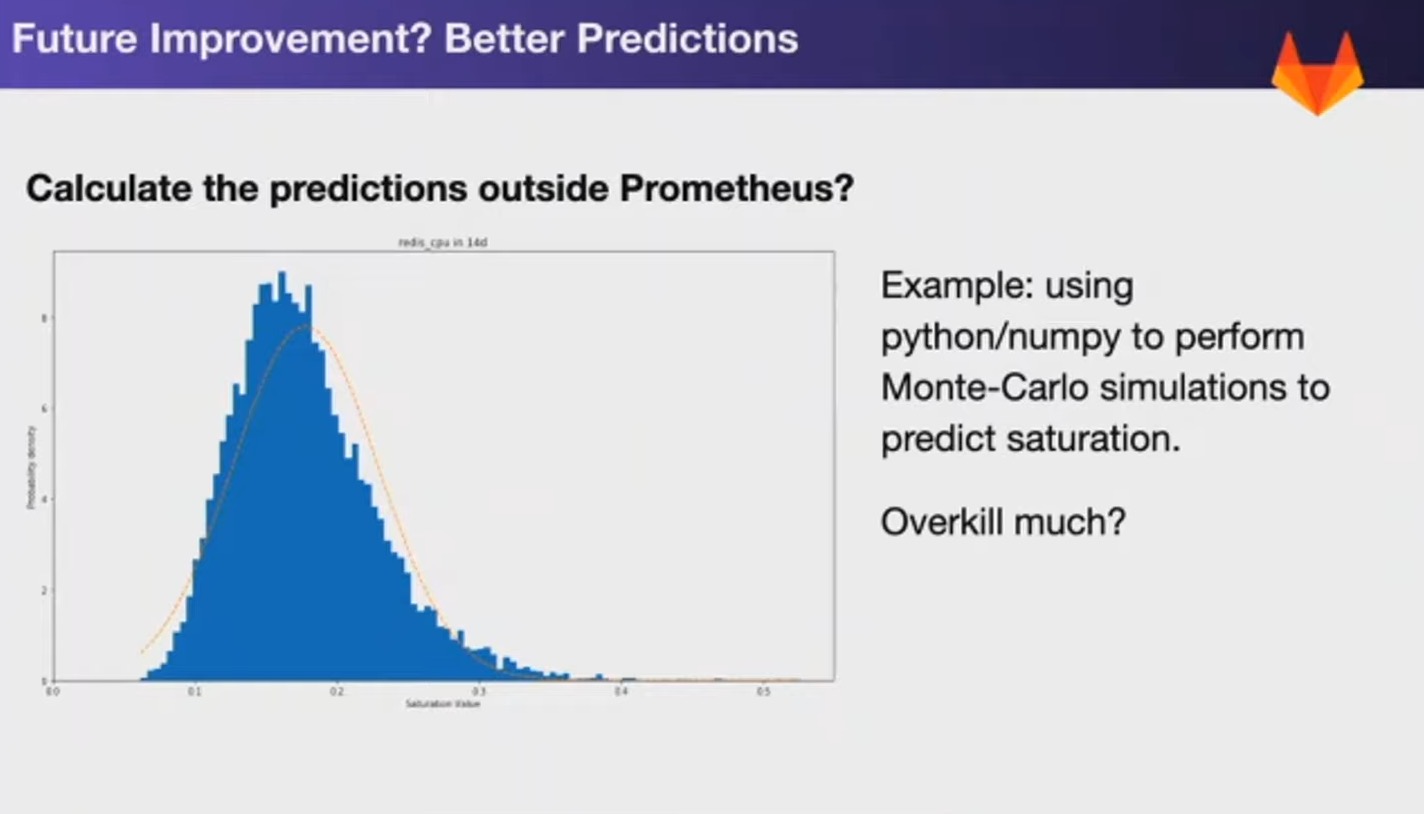 Future Improvement? Better Predictions
Calculate the predictions outside Prometheus?
redis_cpu in 14d
Probability density
8
6
4
2
0
0.0 0.1 0.2 0.3 0.4 0.5
Saturation Value
Example: using
python/numpy to perform
Monte-Carlo simulations to
predict saturation.
Overkill much?